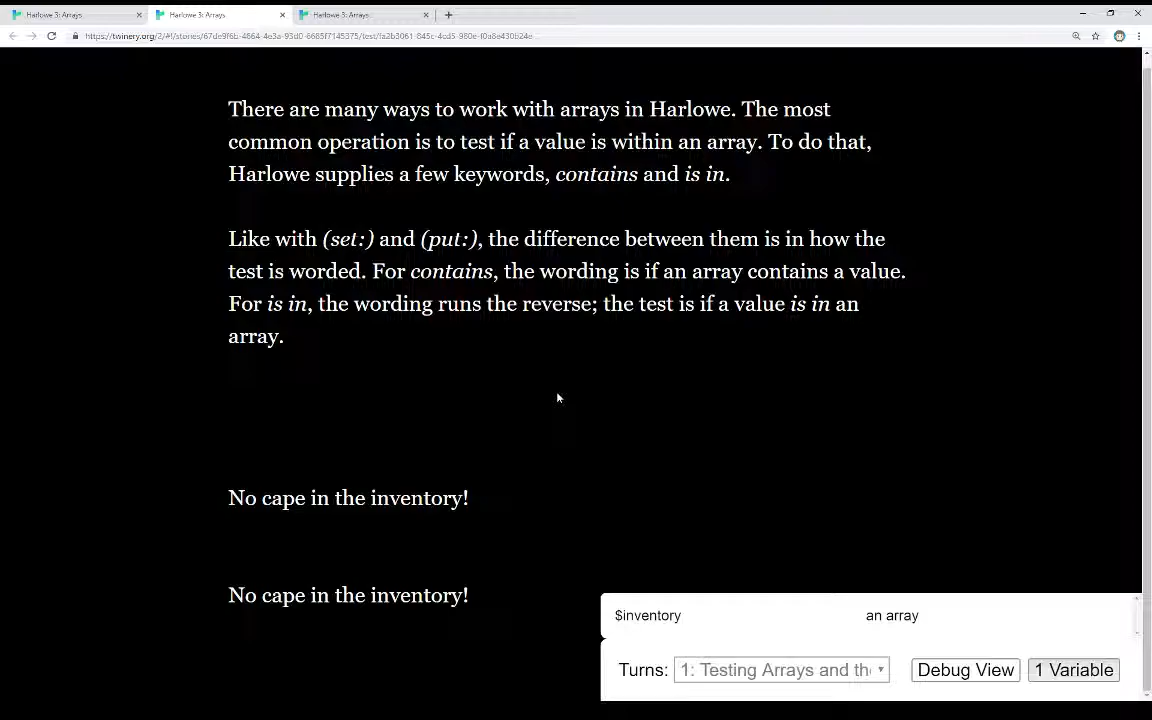 Harlowe 3: Arrays
Harlowe 3: Arrays
Harlowe 3: Arrays
There are many ways to work with arrays in Harlowe. The most
common operation is to test if a value is within an array. To do that,
Harlowe supplies a few keywords, contains and is in.
Like with (set:) and (put:), the difference between them is in how the
test is worded. For contains, the wording is if an array contains a value.
For is in, the wording runs the reverse; the test is if a value is in an
array.
No cape in the inventory!
No cape in the inventory!
$inventory an array
Turns: 1: Testing Arrays and the Debug View 1 Variable